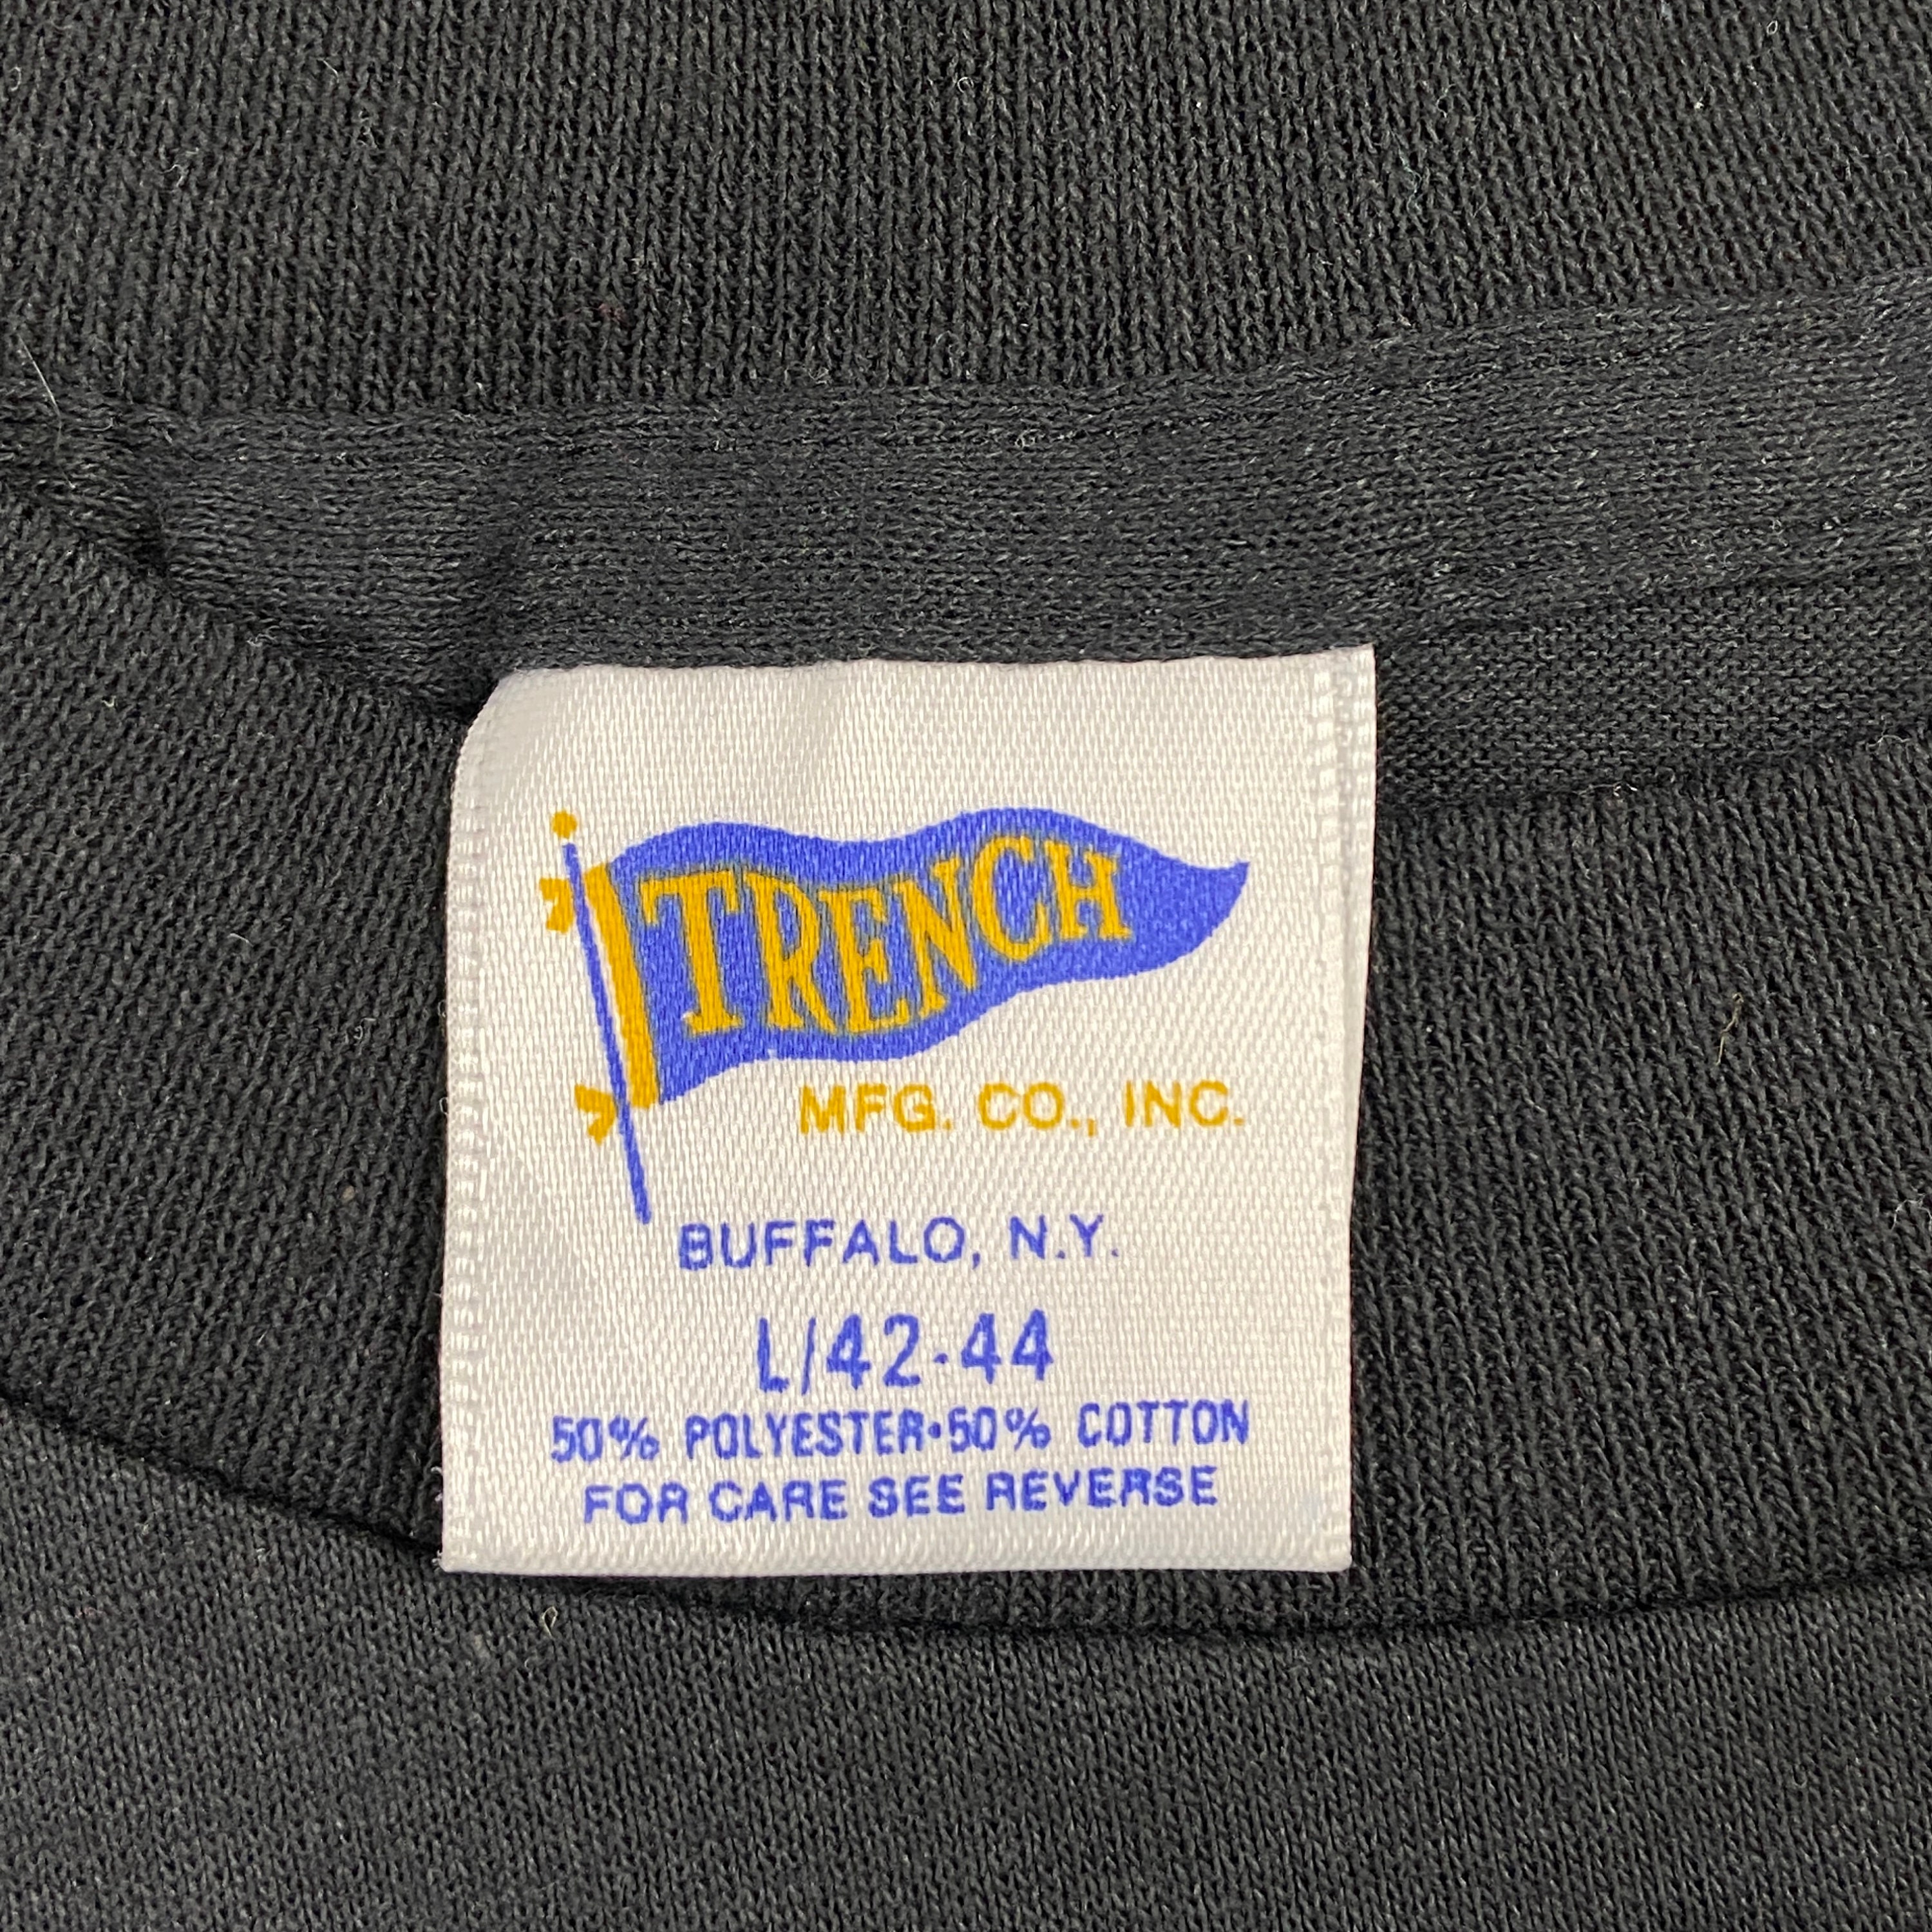 TRENCH
MFG. CO., INC.
BUFFALO, N.Y.
L/42-44
50% POLYESTER•50% COTTON
FOR CARE SEE REVERSE